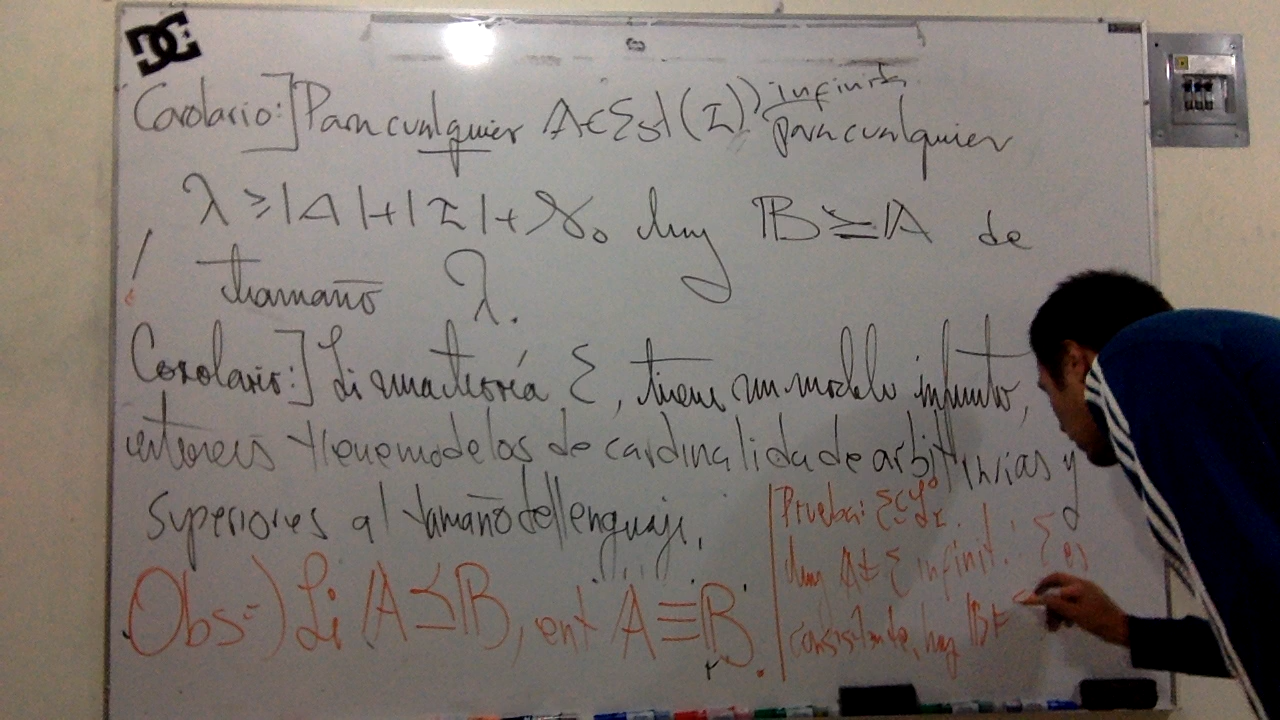 DC
Corolario:] Para cualquier A ∈ Est(Σ) infinita, para cualquier
λ ≥ |A| + |Σ| + ℵ₀ hay 𝔹 ≽ A de
tamaño λ.
Corolario:] Si una teoría Σ, tiene un modelo infinito,
entonces tiene modelos de cardinalidades arbitrarias y
superiores al tamaño del lenguaje.
Obs:) Si A ≼ 𝔹, ent A ≡ 𝔹.
Prueba: Σ ⊆
hay A ⊨ Σ infinit. ∴ Σ es
consistente, hay 𝔹 ⊨